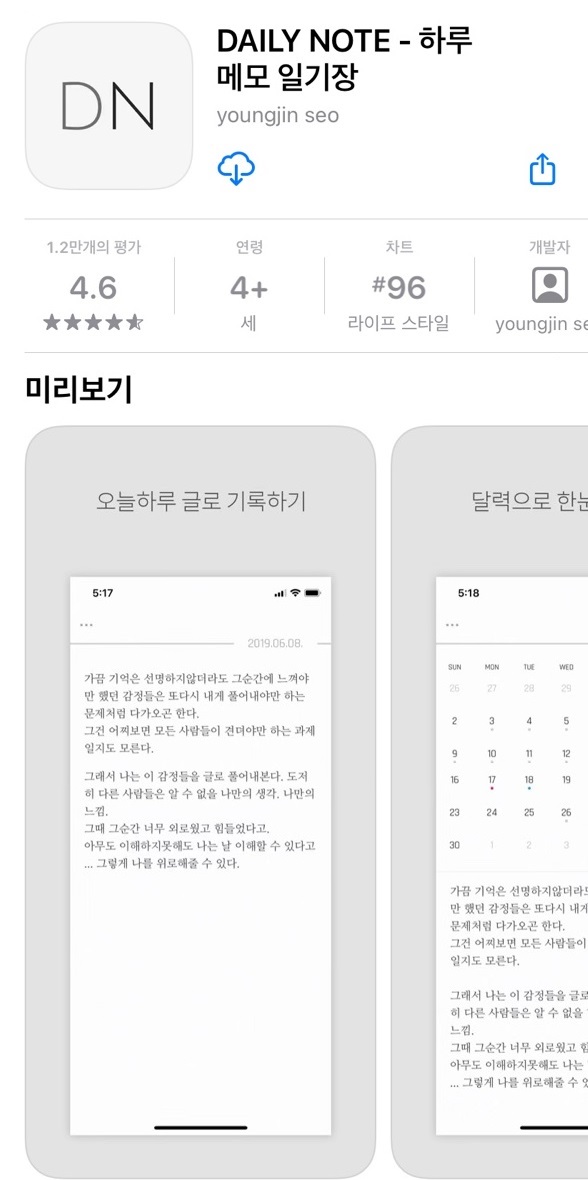 DN
DAILY NOTE - 하루
메모 일기장
youngjin seo
1.2만개의 평가
4.6
연령
4+
세
차트
#96
라이프 스타일
개발자
youngjin se
미리보기
오늘하루 글로 기록하기
5:17
2019.06.08.
가끔 기억은 선명하지않더라도 그순간에 느껴야
만 했던 감정들은 또다시 내게 풀어내야만 하는
문제처럼 다가오곤 한다.
그건 어찌보면 모든 사람들이 견뎌야만 하는 과제
일지도 모른다.
그래서 나는 이 감정들을 글로 풀어내본다. 도저
히 다른 사람들은 알 수 없을 나만의 생각. 나만의
느낌.
그때 그순간 너무 외로웠고 힘들었다고.
아무도 이해하지못해도 나는 날 이해할 수 있다고
... 그렇게 나를 위로해줄 수 있다.
달력으로 한눈
5:18
SUN MON TUE WED
26 27 28 29
2 3 4 5
9 10 11 12
16 17 18 19
23 24 25 26
30 1 2 3
가끔 기억은 선명하지않더라도
만 했던 감정들은 또다시 내게
문제처럼 다가오곤 한다.
그건 어찌보면 모든 사람들이
일지도 모른다.
그래서 나는 이 감정들을 글로
히 다른 사람들은 알 수 없을
느낌.
그때 그순간 너무 외로웠고 힘
아무도 이해하지못해도 나는
... 그렇게 나를 위로해줄 수 있